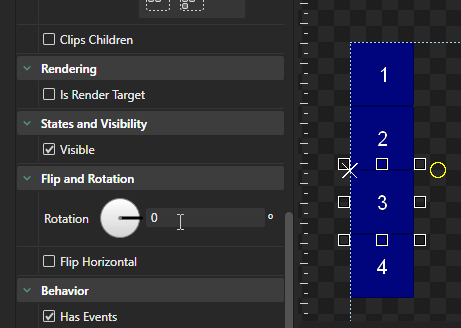 Clips Children
Rendering
Is Render Target
States and Visibility
Visible
Flip and Rotation
Rotation 0 °
Flip Horizontal
Behavior
Has Events
1
2
3
4